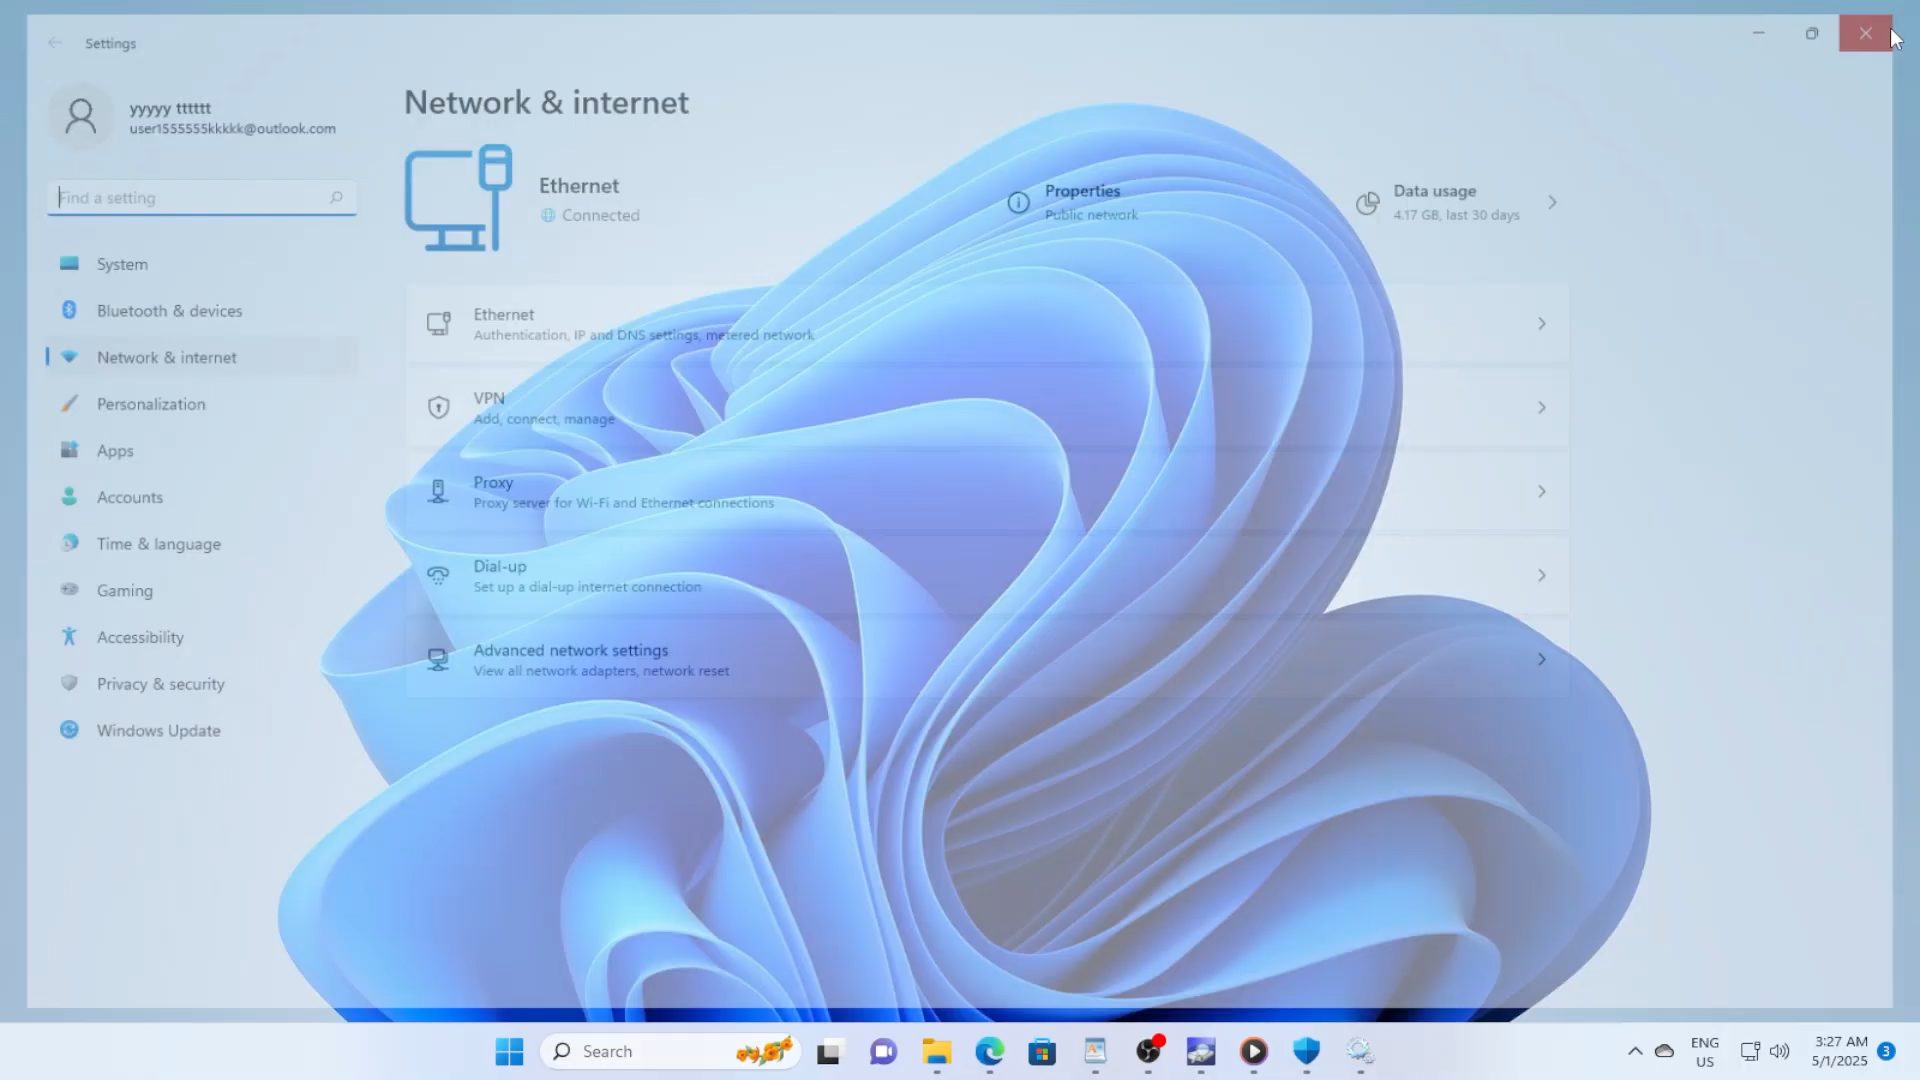 Settings
yyyyy tttttt
user1555555kkkkk@outlook.com
Find a setting
System
Bluetooth & devices
Network & internet
Personalization
Apps
Accounts
Time & language
Gaming
Accessibility
Privacy & security
Windows Update
Network & internet
Ethernet
Connected
Properties
Public network
Data usage
4.17 GB, last 30 days
Ethernet
Authentication, IP and DNS settings, metered network
VPN
Add, connect, manage
Proxy
Proxy server for Wi-Fi and Ethernet connections
Dial-up
Set up a dial-up internet connection
Advanced network settings
View all network adapters, network reset
Search
ENG
US
3:27 AM
5/1/2025
3